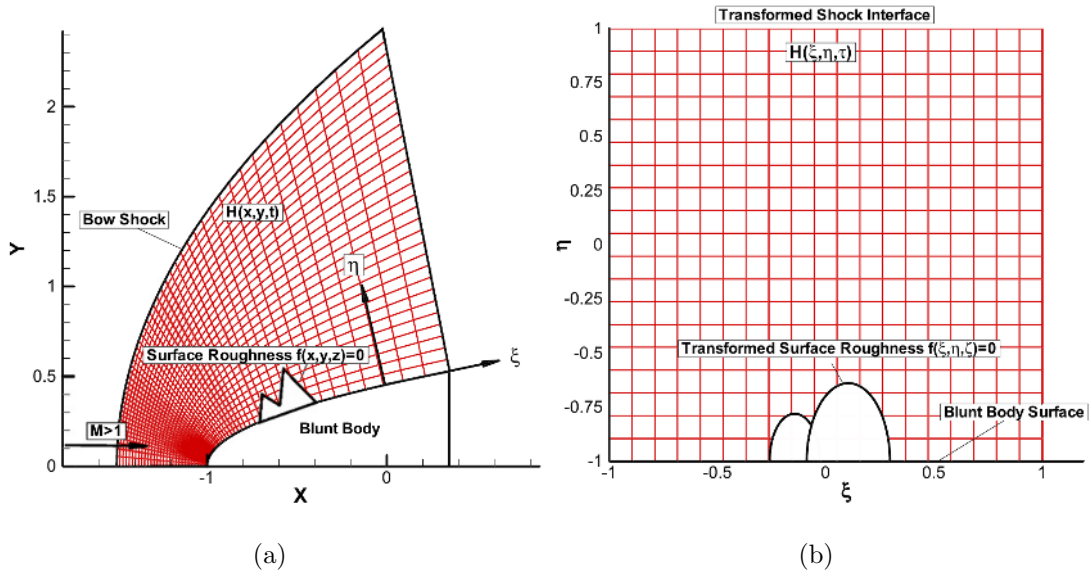 Y
2
1.5
1
0.5
0
Bow Shock
H(x,y,t)
η
Surface Roughness f(x,y,z)=0
ξ
M>1
Blunt Body
-1
0
X
(a)
Transformed Shock Interface
H(ξ,η,τ)
1
0.75
0.5
0.25
η
0
-0.25
-0.5
-0.75
-1
Transformed Surface Roughness f(ξ,η,ζ)=0
Blunt Body Surface
-1
-0.5
0
0.5
1
ξ
(b)